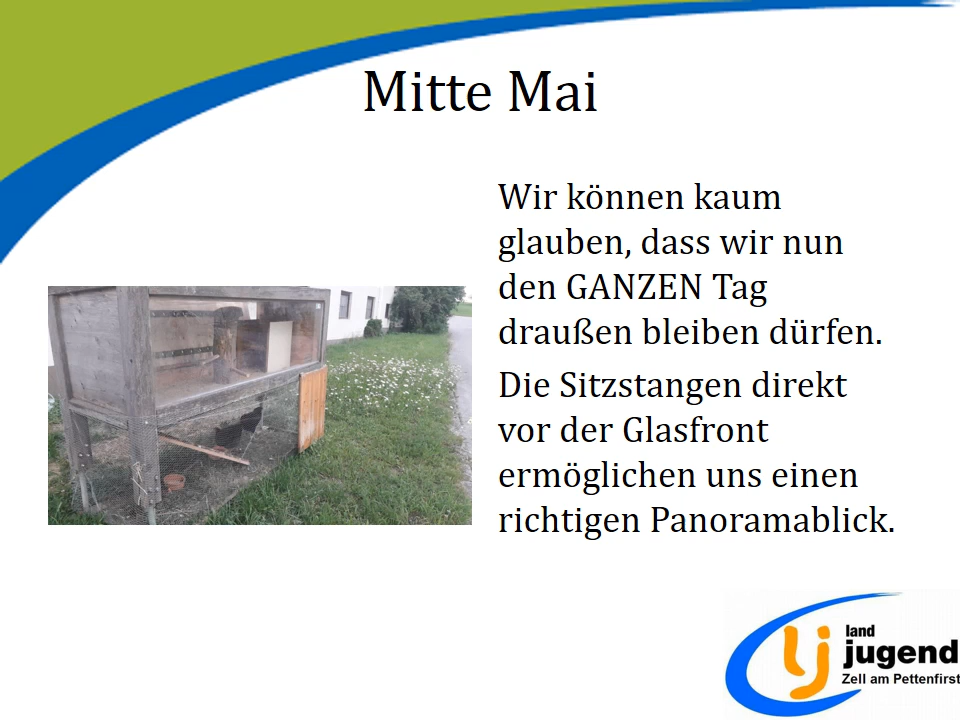 Mitte Mai
Wir können kaum
glauben, dass wir nun
den GANZEN Tag
draußen bleiben dürfen.
Die Sitzstangen direkt
vor der Glasfront
ermöglichen uns einen
richtigen Panoramablick.
lj
land
jugend
Zell am Pettenfirst